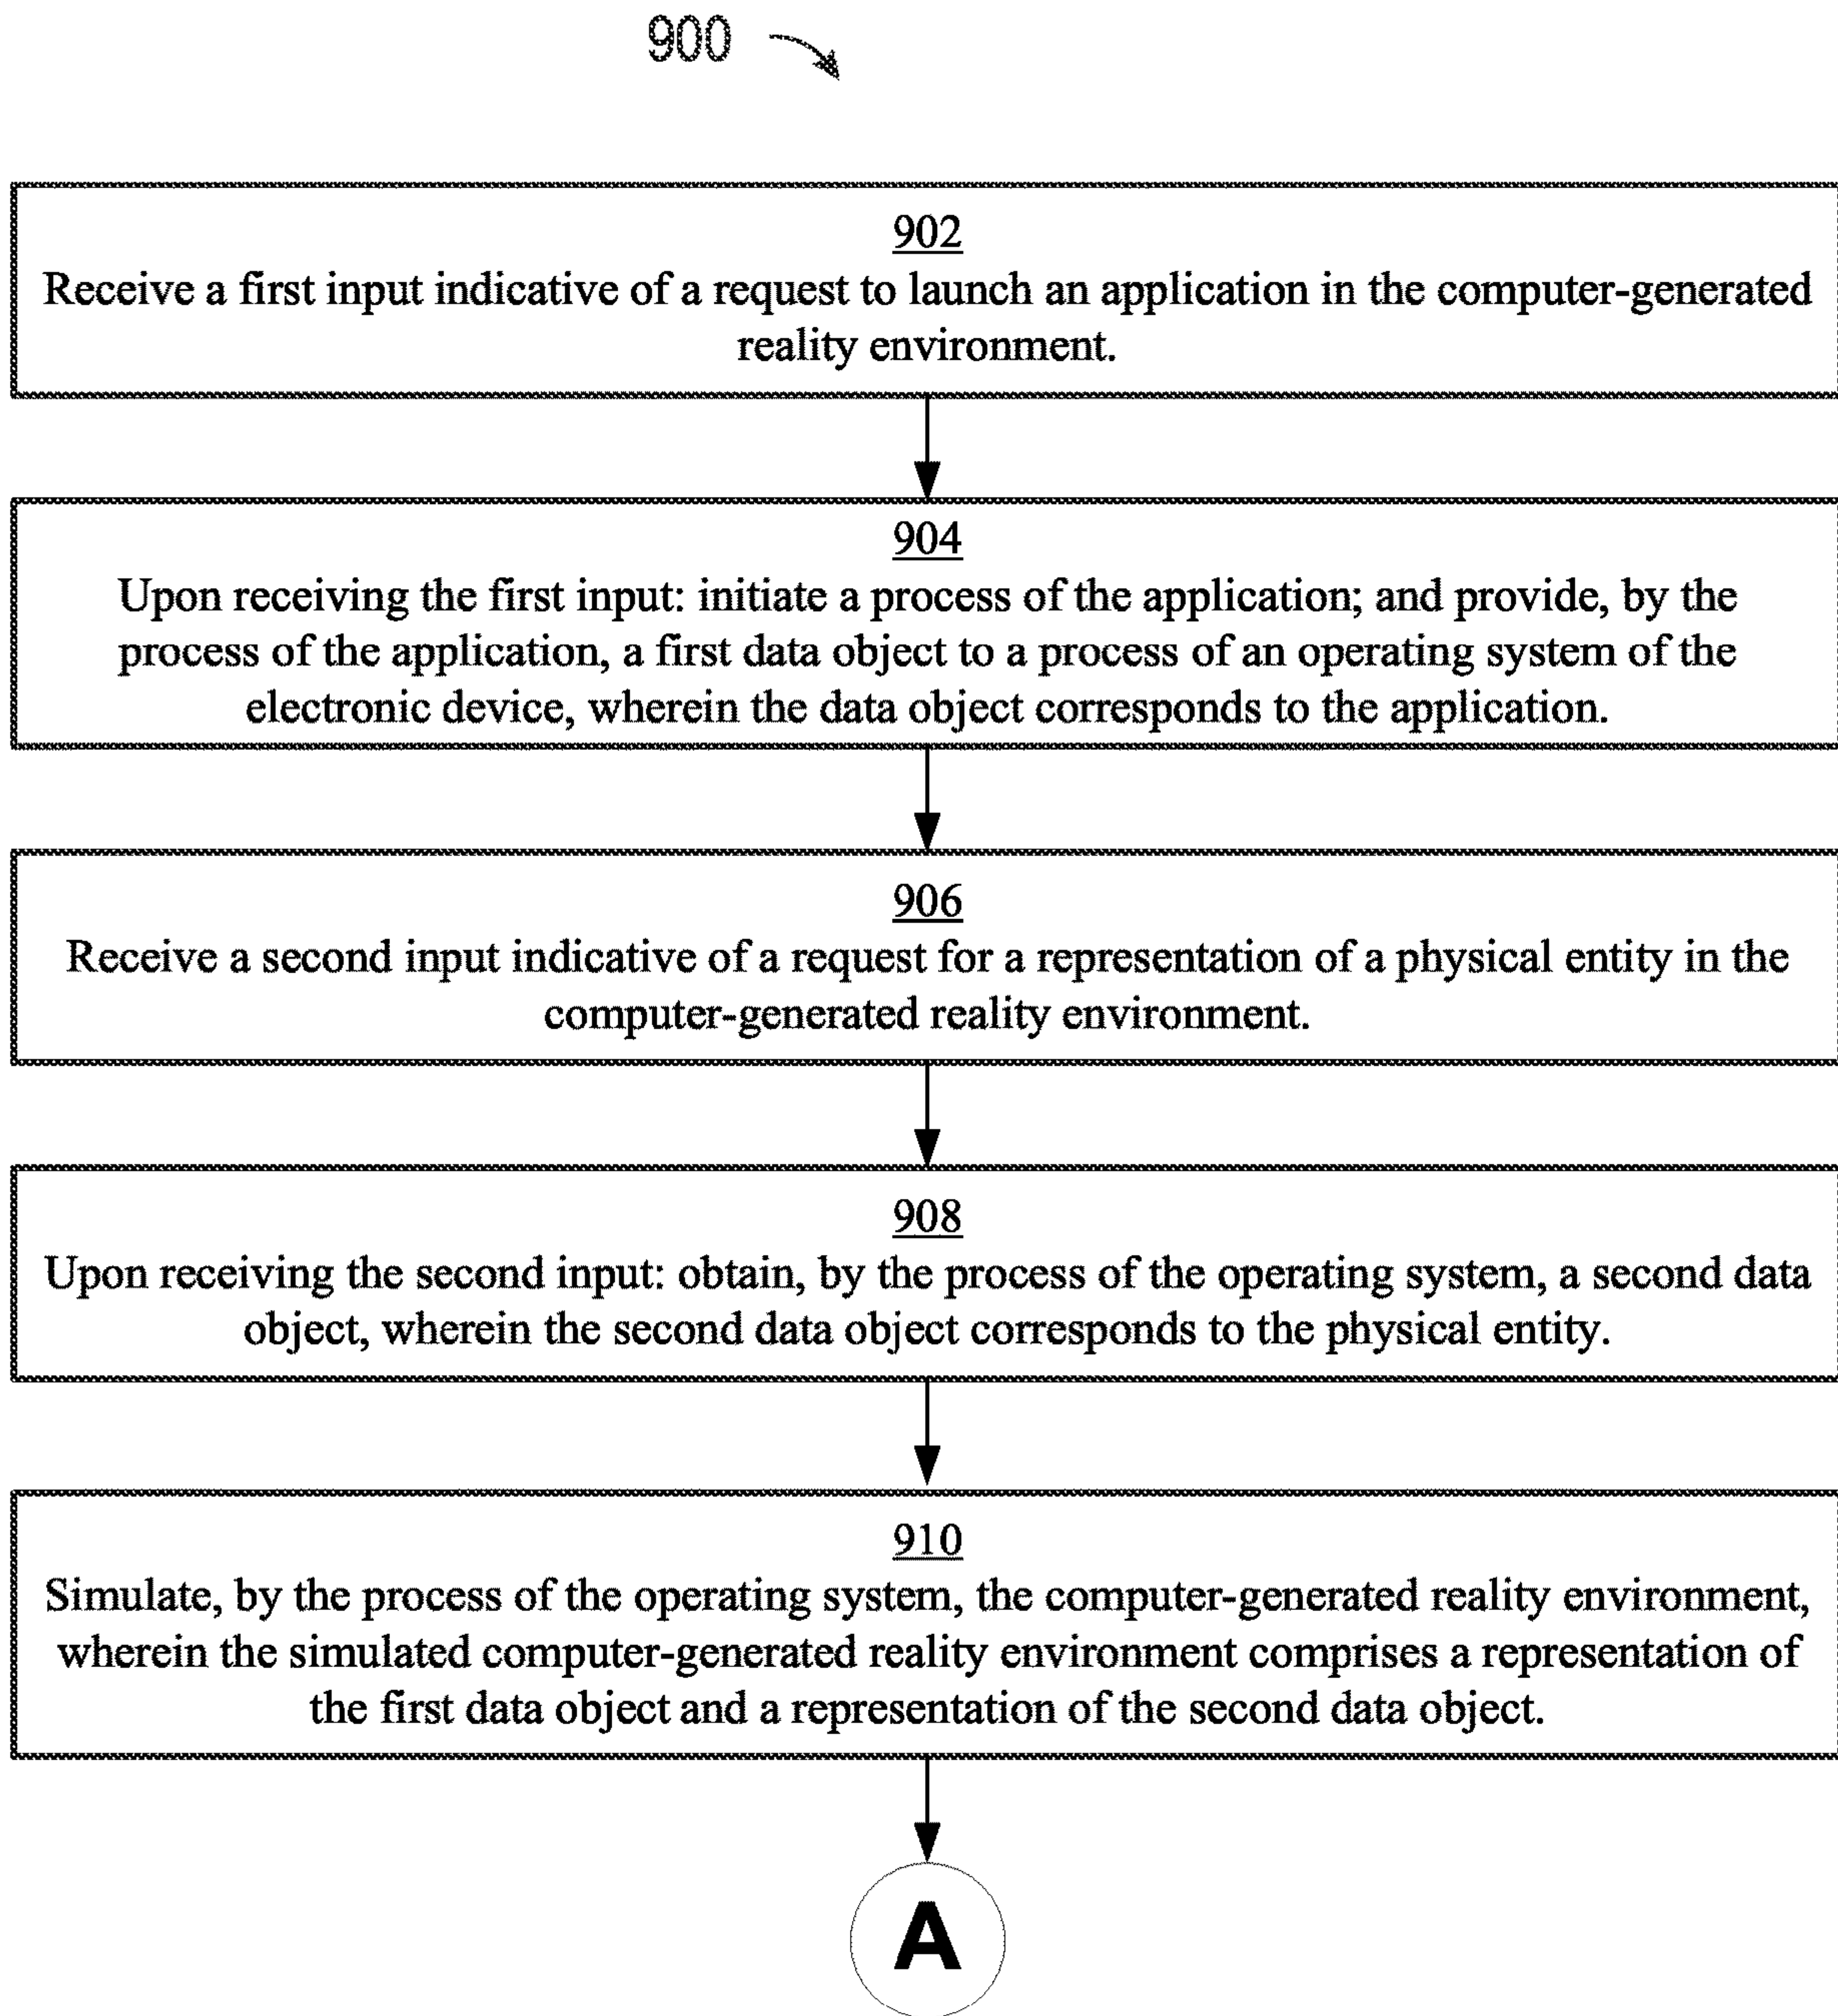 900
902
Receive a first input indicative of a request to launch an application in the computer-generated
reality environment.
904
Upon receiving the first input: initiate a process of the application; and provide, by the
process of the application, a first data object to a process of an operating system of the
electronic device, wherein the data object corresponds to the application.
906
Receive a second input indicative of a request for a representation of a physical entity in the
computer-generated reality environment.
908
Upon receiving the second input: obtain, by the process of the operating system, a second data
object, wherein the second data object corresponds to the physical entity.
910
Simulate, by the process of the operating system, the computer-generated reality environment,
wherein the simulated computer-generated reality environment comprises a representation of
the first data object and a representation of the second data object.
A